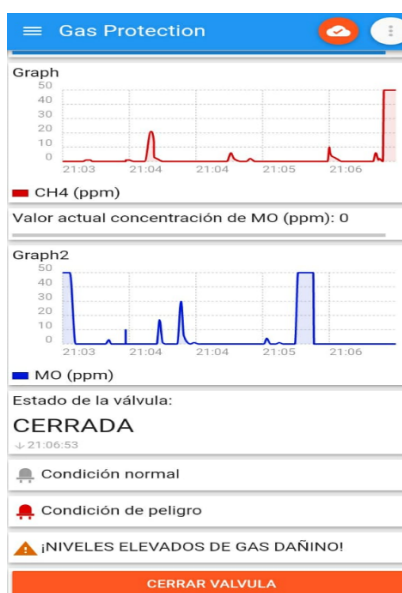 Gas Protection
Graph
50
40
30
20
10
0
21:03 21:04 21:04 21:05 21:06
CH4 (ppm)
Valor actual concentración de MO (ppm): 0
Graph2
50
40
30
20
10
0
21:03 21:04 21:04 21:05 21:06
MO (ppm)
Estado de la válvula:
CERRADA
↓ 21:06:53
Condición normal
Condición de peligro
¡NIVELES ELEVADOS DE GAS DAÑINO!
CERRAR VALVULA